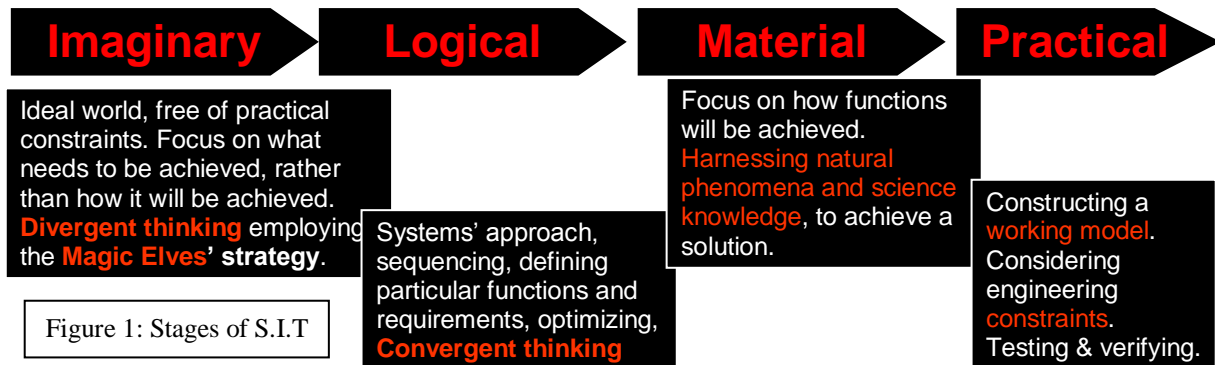 Imaginary
Logical
Material
Practical
Ideal world, free of practical
constraints. Focus on what
needs to be achieved, rather
than how it will be achieved.
Divergent thinking employing
the Magic Elves’ strategy.
Systems’ approach,
sequencing, defining
particular functions and
requirements, optimizing,
Convergent thinking
Focus on how functions
will be achieved.
Harnessing natural
phenomena and science
knowledge, to achieve a
solution.
Constructing a
working model.
Considering
engineering
constraints.
Testing & verifying.
Figure 1: Stages of S.I.T